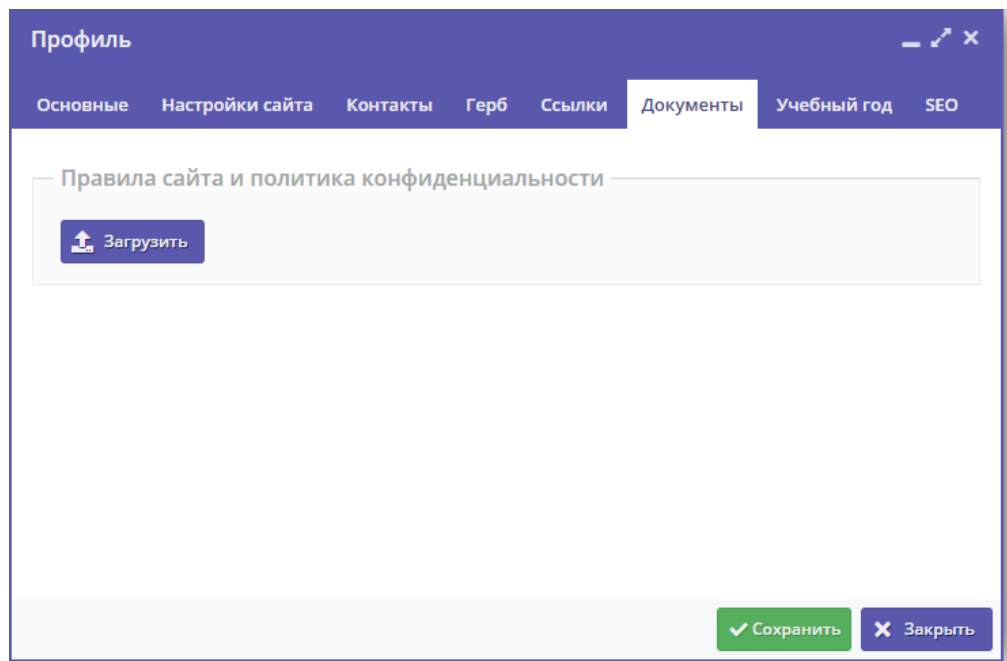 Профиль
Основные Настройки сайта Контакты Герб Ссылки Документы Учебный год SEO
Правила сайта и политика конфиденциальности
Загрузить
Сохранить Закрыть